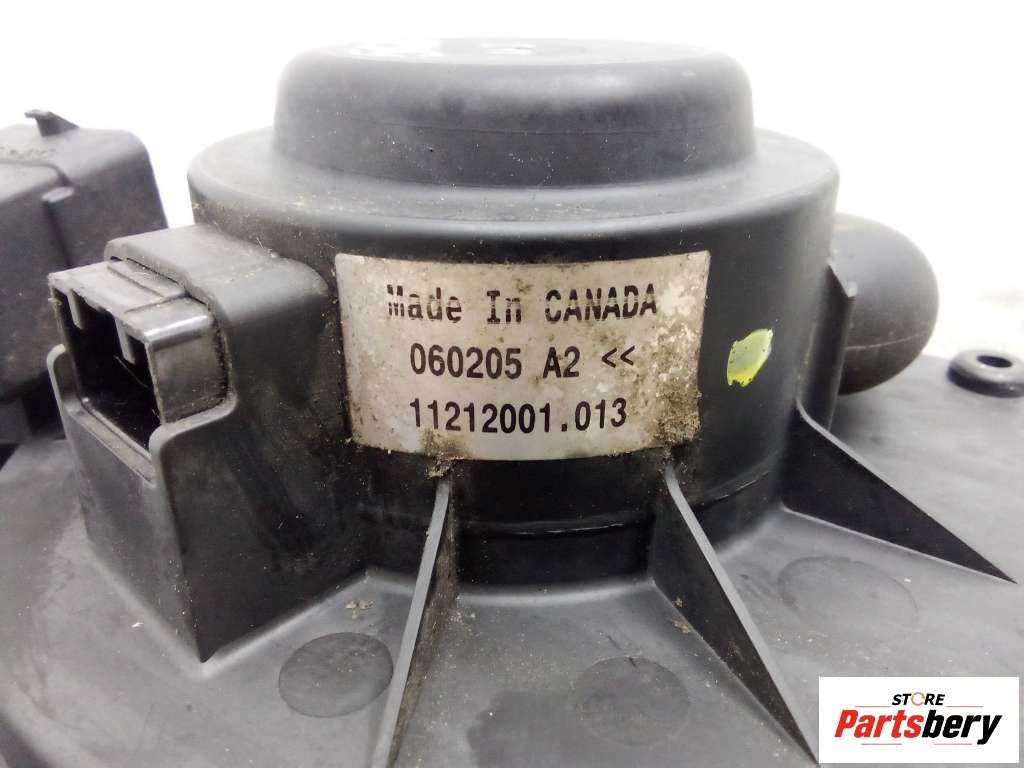 Made In CANADA
060205 A2 <<
11212001.013
STORE
Partsbery